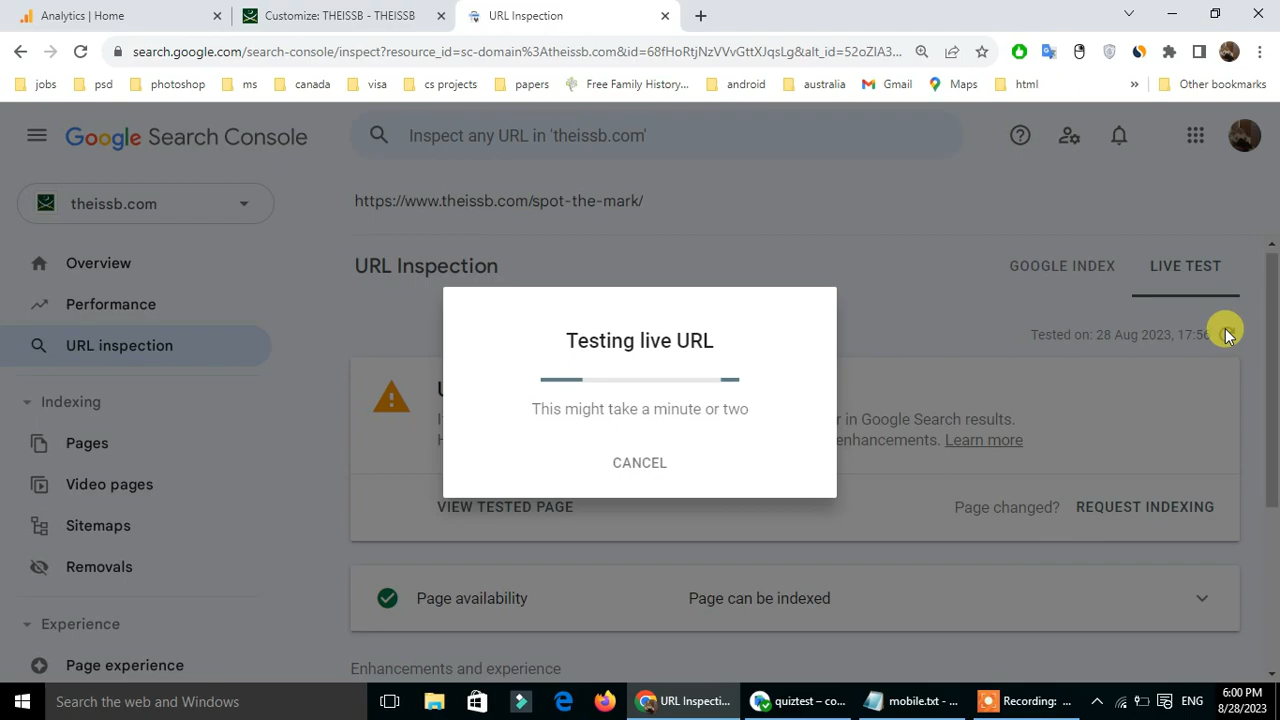 Analytics | Home
Customize: THEISSB - THEISSB
URL Inspection
search.google.com/search-console/inspect?resource_id=sc-domain%3Atheissb.com&id=68fHoRtjNzVVvGttXJqsLg&alt_id=52oZIA3...
jobs
psd
photoshop
ms
canada
visa
cs projects
papers
Free Family History...
android
australia
Gmail
Maps
html
»
Other bookmarks
Google Search Console
Inspect any URL in 'theissb.com'
theissb.com
https://www.theissb.com/spot-the-mark/
Overview
Performance
URL inspection
Indexing
Pages
Video pages
Sitemaps
Removals
Experience
Page experience
URL Inspection
GOOGLE INDEX
LIVE TEST
Tested on: 28 Aug 2023, 17:56
Testing live URL
This might take a minute or two
CANCEL
r in Google Search results.
enhancements. Learn more
VIEW TESTED PAGE
Page changed?
REQUEST INDEXING
Page availability
Page can be indexed
Enhancements and experience
Search the web and Windows
URL Inspecti...
quiztest – co...
mobile.txt - ...
Recording: ...
ENG
6:00 PM
8/28/2023